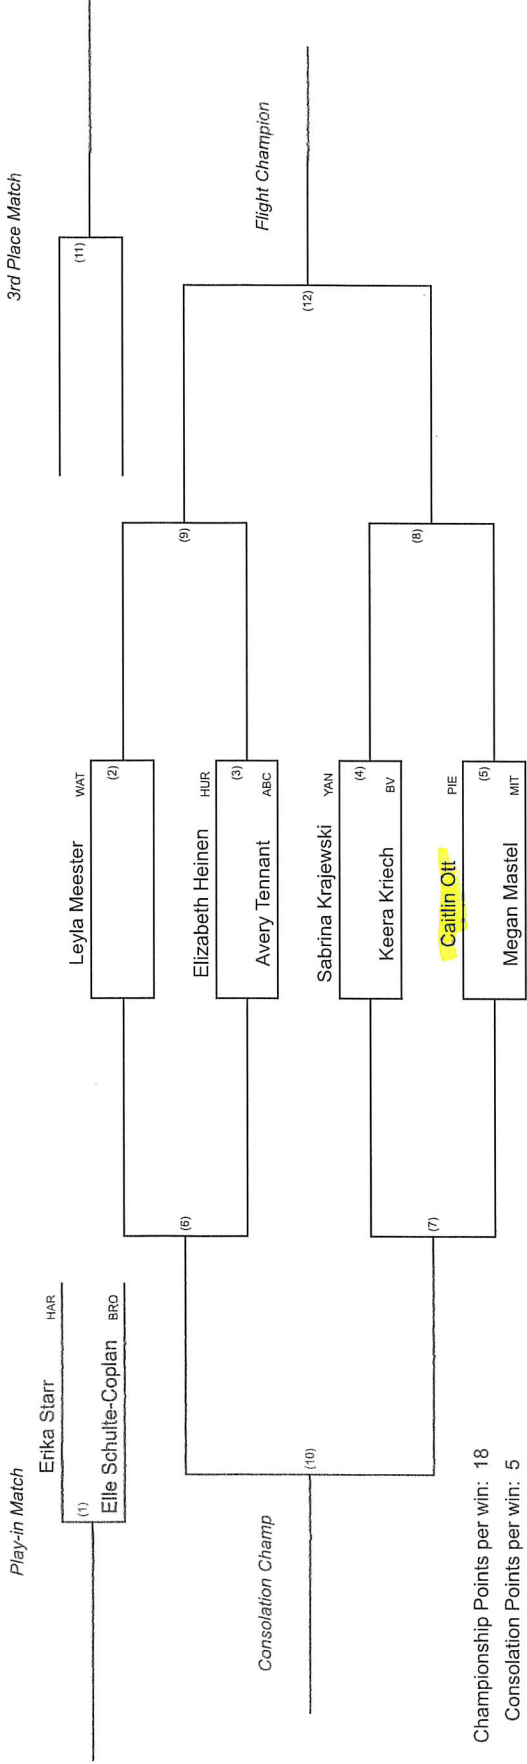 Play-in Match
3rd Place Match
Erika Starr HAR
(1)
Elle Schulte-Coplan BRO
(11)
Leyla Meester WAT
(2)
(6)
(9)
Elizabeth Heinen HUR
(3)
Avery Tennant ABC
Consolation Champ
Flight Champion
(10)
(12)
Sabrina Krajewski YAN
(4)
Keera Kriech BV
(7)
(8)
Caitlin Ott PIE
(5)
Megan Mastel MIT
Championship Points per win: 18
Consolation Points per win: 5